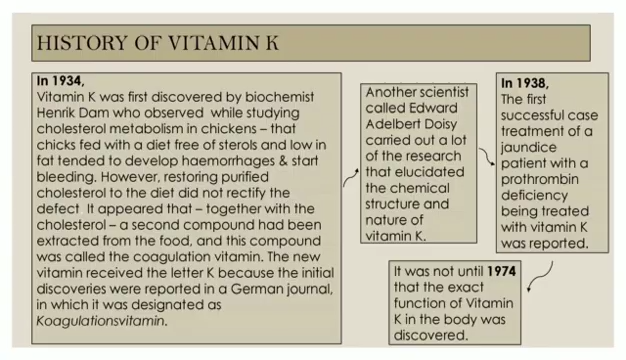 HISTORY OF VITAMIN K
In 1934,
Vitamin K was first discovered by biochemist
Henrik Dam who observed while studying
cholesterol metabolism in chickens – that
chicks fed with a diet free of sterols and low in
fat tended to develop haemorrhages & start
bleeding. However, restoring purified
cholesterol to the diet did not rectify the
defect It appeared that – together with the
cholesterol – a second compound had been
extracted from the food, and this compound
was called the coagulation vitamin. The new
vitamin received the letter K because the initial
discoveries were reported in a German journal,
in which it was designated as
Koagulationsvitamin.
Another scientist
called Edward
Adelbert Doisy
carried out a lot
of the research
that elucidated
the chemical
structure and
nature of
vitamin K.
In 1938,
The first
successful case
treatment of a
jaundice
patient with a
prothrombin
deficiency
being treated
with vitamin K
was reported.
It was not until 1974
that the exact
function of Vitamin
K in the body was
discovered.